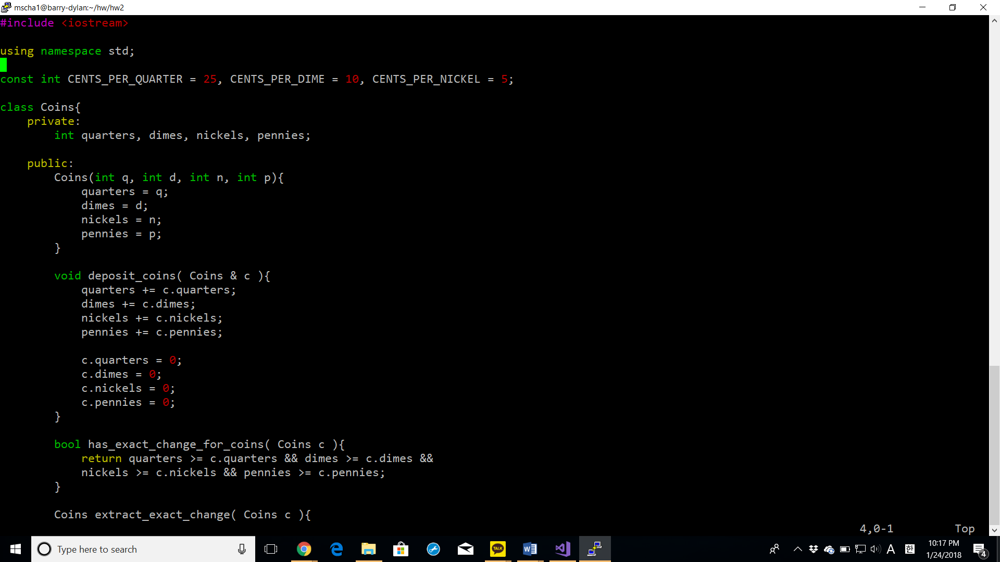 mscha1@barry-dylan:~/hw/hw2
#include <iostream>
using namespace std;
const int CENTS_PER_QUARTER = 25, CENTS_PER_DIME = 10, CENTS_PER_NICKEL = 5;
class Coins{
    private:
        int quarters, dimes, nickels, pennies;
    public:
        Coins(int q, int d, int n, int p){
            quarters = q;
            dimes = d;
            nickels = n;
            pennies = p;
        }
        void deposit_coins( Coins & c ){
            quarters += c.quarters;
            dimes += c.dimes;
            nickels += c.nickels;
            pennies += c.pennies;
            c.quarters = 0;
            c.dimes = 0;
            c.nickels = 0;
            c.pennies = 0;
        }
        bool has_exact_change_for_coins( Coins c ){
            return quarters >= c.quarters && dimes >= c.dimes &&
            nickels >= c.nickels && pennies >= c.pennies;
        }
        Coins extract_exact_change( Coins c ){
4,0-1 Top
Type here to search
TALK
A 한
10:17 PM
1/24/2018
4